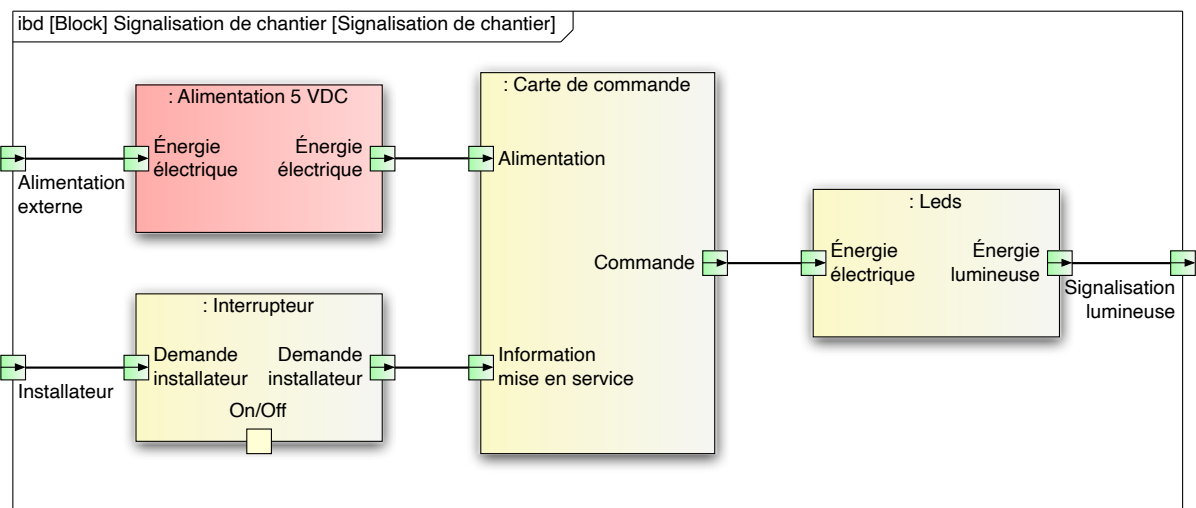 ibd [Block] Signalisation de chantier [Signalisation de chantier]
: Alimentation 5 VDC
Énergie
électrique
Énergie
électrique
Alimentation
externe
: Interrupteur
Demande
installateur
Demande
installateur
On/Off
Installateur
: Carte de commande
Alimentation
Commande
Information
mise en service
: Leds
Énergie
électrique
Énergie
lumineuse
Signalisation
lumineuse